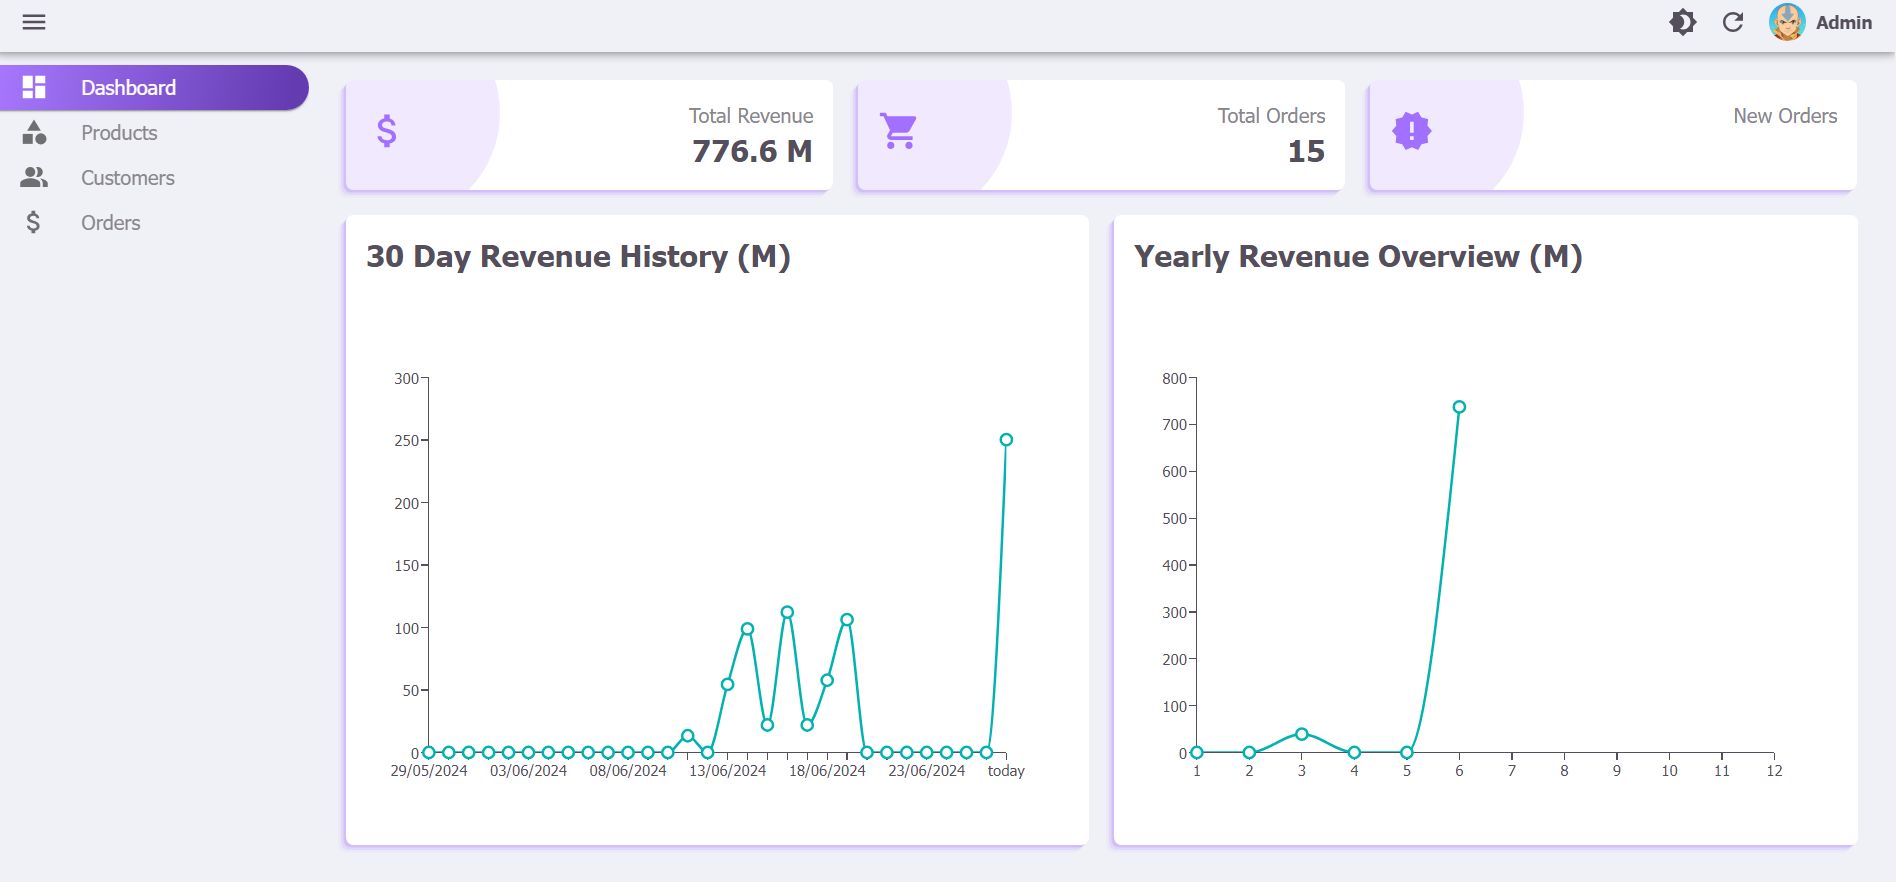 Admin
Dashboard
Products
Customers
Orders
Total Revenue
776.6 M
Total Orders
15
New Orders
30 Day Revenue History (M)
300
250
200
150
100
50
0
29/05/2024 03/06/2024 08/06/2024 13/06/2024 18/06/2024 23/06/2024 today
Yearly Revenue Overview (M)
800
700
600
500
400
300
200
100
0
1 2 3 4 5 6 7 8 9 10 11 12